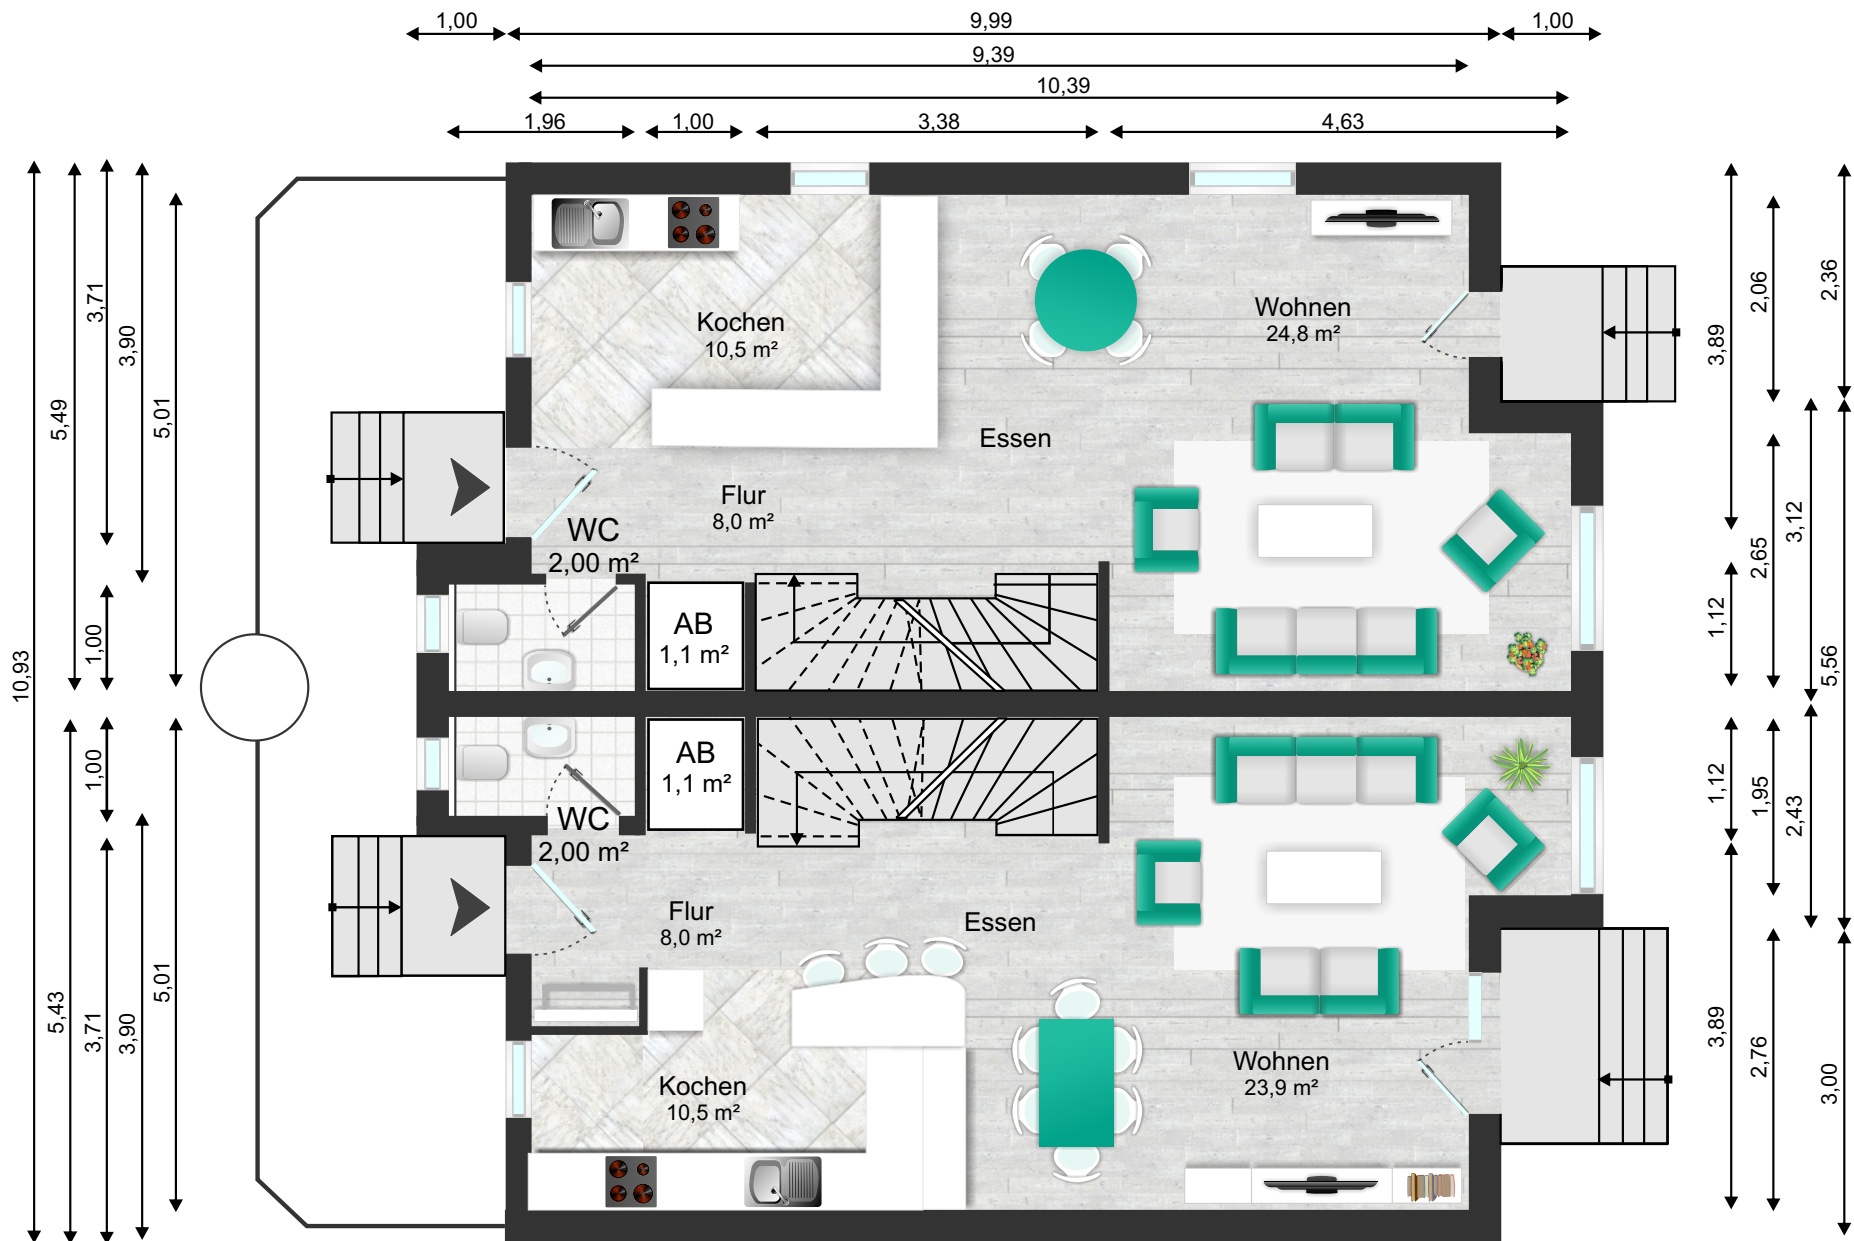 1,00
9,99
1,00
9,39
10,39
1,96
1,00
3,38
4,63
10,93
5,49
3,71
3,90
5,01
1,00
5,43
1,00
3,71
3,90
5,01
Kochen
10,5 m²
Wohnen
24,8 m²
Essen
Flur
8,0 m²
WC
2,00 m²
AB
1,1 m²
AB
1,1 m²
WC
2,00 m²
Flur
8,0 m²
Essen
Kochen
10,5 m²
Wohnen
23,9 m²
3,89
2,06
2,36
3,12
2,65
1,12
5,56
1,12
1,95
2,43
3,89
2,76
3,00